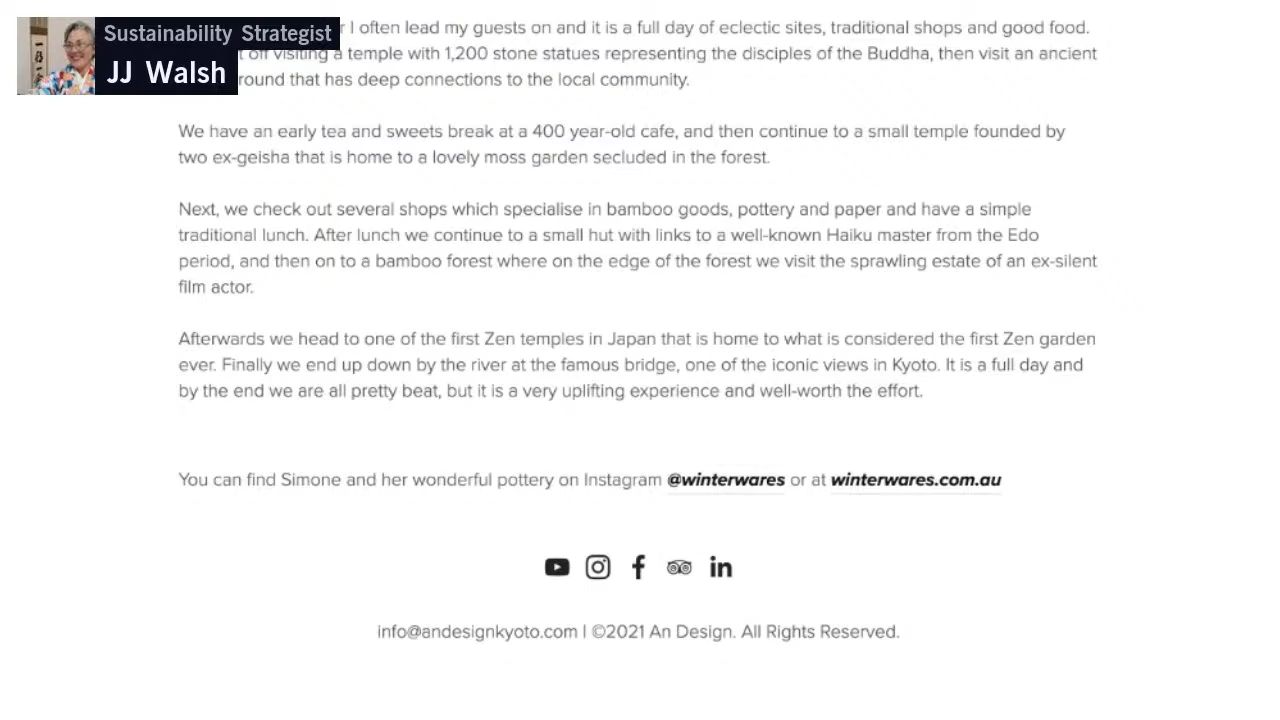 Sustainability Strategist
JJ Walsh
I often lead my guests on and it is a full day of eclectic sites, traditional shops and good food.
off visiting a temple with 1,200 stone statues representing the disciples of the Buddha, then visit an ancient
round that has deep connections to the local community.
We have an early tea and sweets break at a 400 year-old cafe, and then continue to a small temple founded by
two ex-geisha that is home to a lovely moss garden secluded in the forest.
Next, we check out several shops which specialise in bamboo goods, pottery and paper and have a simple
traditional lunch. After lunch we continue to a small hut with links to a well-known Haiku master from the Edo
period, and then on to a bamboo forest where on the edge of the forest we visit the sprawling estate of an ex-silent
film actor.
Afterwards we head to one of the first Zen temples in Japan that is home to what is considered the first Zen garden
ever. Finally we end up down by the river at the famous bridge, one of the iconic views in Kyoto. It is a full day and
by the end we are all pretty beat, but it is a very uplifting experience and well-worth the effort.
You can find Simone and her wonderful pottery on Instagram @winterwares or at winterwares.com.au
info@andesignkyoto.com | ©2021 An Design. All Rights Reserved.